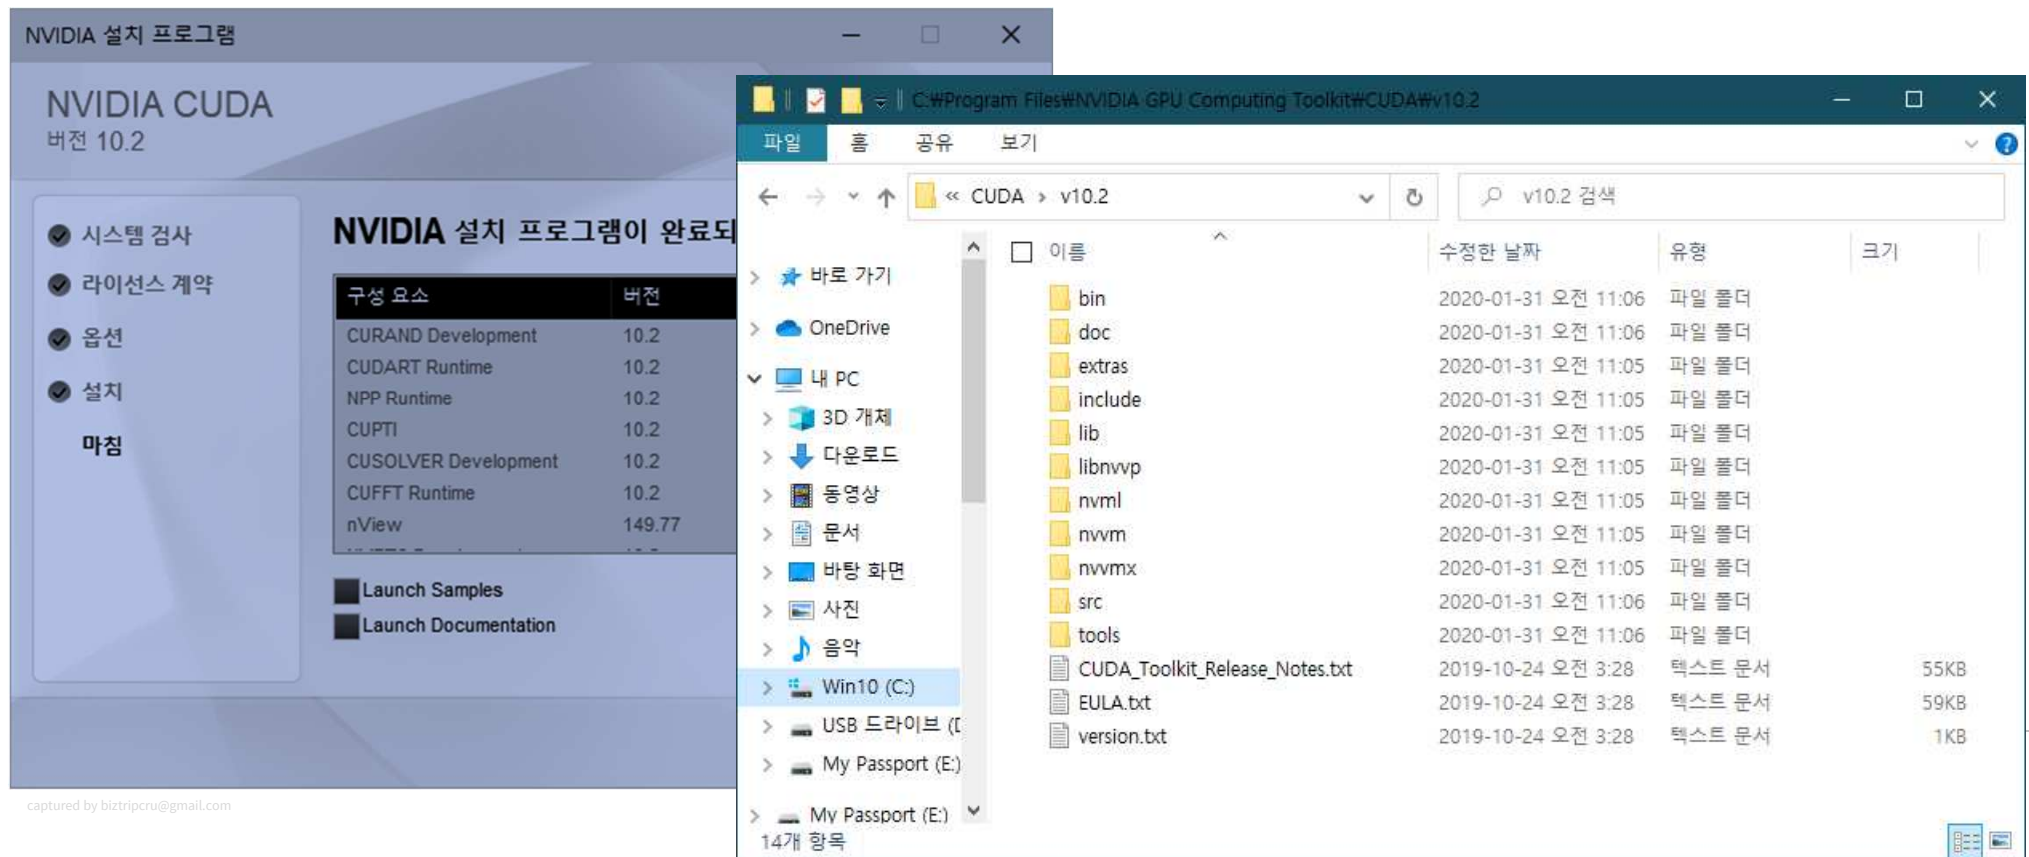 NVIDIA 설치 프로그램
NVIDIA CUDA
버전 10.2
시스템 검사
라이선스 계약
옵션
설치
마침
NVIDIA 설치 프로그램이 완료되
구성 요소 버전
CURAND Development 10.2
CUDART Runtime 10.2
NPP Runtime 10.2
CUPTI 10.2
CUSOLVER Development 10.2
CUFFT Runtime 10.2
nView 149.77
Launch Samples
Launch Documentation
captured by biztripcru@gmail.com
C:₩Program Files₩NVIDIA GPU Computing Toolkit₩CUDA₩v10.2
파일 홈 공유 보기
« CUDA › v10.2
v10.2 검색
바로 가기
OneDrive
내 PC
3D 개체
다운로드
동영상
문서
바탕 화면
사진
음악
Win10 (C:)
USB 드라이브 (D
My Passport (E:)
My Passport (E:)
이름 수정한 날짜 유형 크기
bin 2020-01-31 오전 11:06 파일 폴더
doc 2020-01-31 오전 11:06 파일 폴더
extras 2020-01-31 오전 11:05 파일 폴더
include 2020-01-31 오전 11:05 파일 폴더
lib 2020-01-31 오전 11:05 파일 폴더
libnvvp 2020-01-31 오전 11:05 파일 폴더
nvml 2020-01-31 오전 11:05 파일 폴더
nvvm 2020-01-31 오전 11:05 파일 폴더
nvvmx 2020-01-31 오전 11:05 파일 폴더
src 2020-01-31 오전 11:06 파일 폴더
tools 2020-01-31 오전 11:06 파일 폴더
CUDA_Toolkit_Release_Notes.txt 2019-10-24 오전 3:28 텍스트 문서 55KB
EULA.txt 2019-10-24 오전 3:28 텍스트 문서 59KB
version.txt 2019-10-24 오전 3:28 텍스트 문서 1KB
14개 항목